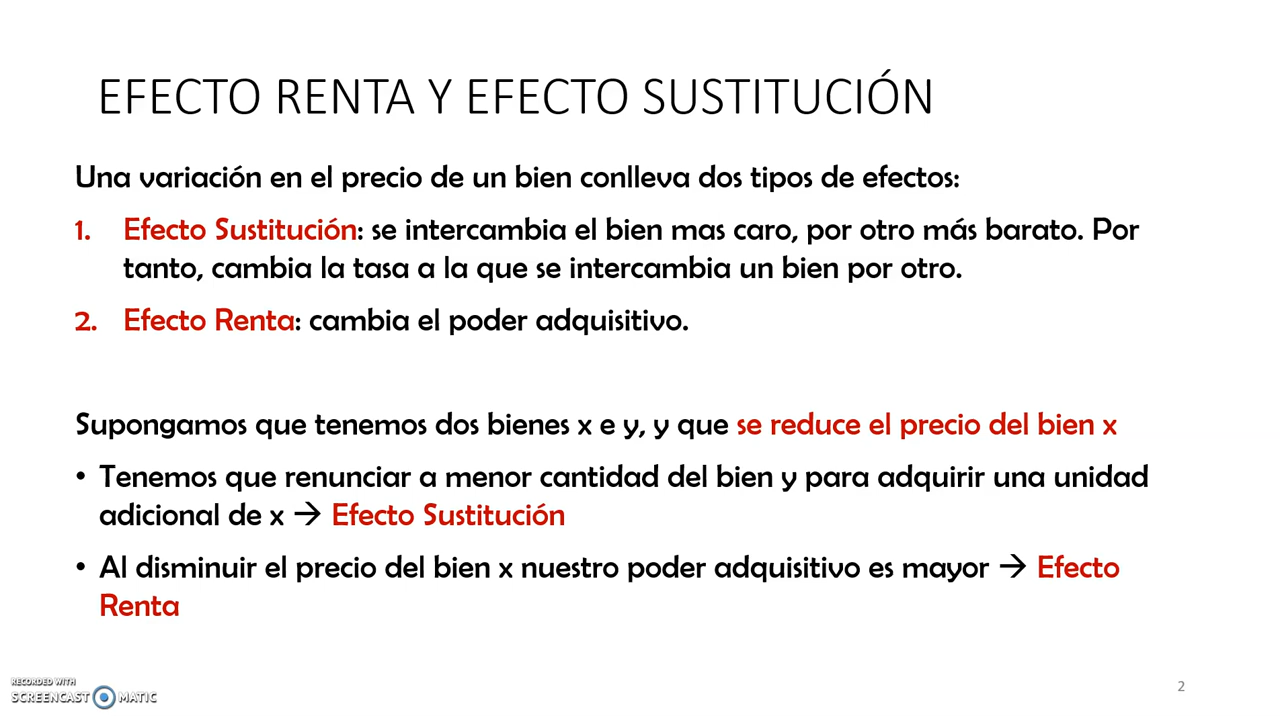 EFECTO RENTA Y EFECTO SUSTITUCIÓN
Una variación en el precio de un bien conlleva dos tipos de efectos:
1. Efecto Sustitución: se intercambia el bien mas caro, por otro más barato. Por
tanto, cambia la tasa a la que se intercambia un bien por otro.
2. Efecto Renta: cambia el poder adquisitivo.
Supongamos que tenemos dos bienes x e y, y que se reduce el precio del bien x
• Tenemos que renunciar a menor cantidad del bien y para adquirir una unidad
adicional de x → Efecto Sustitución
• Al disminuir el precio del bien x nuestro poder adquisitivo es mayor → Efecto
Renta
RECORDED WITH
SCREENCAST MATIC
2